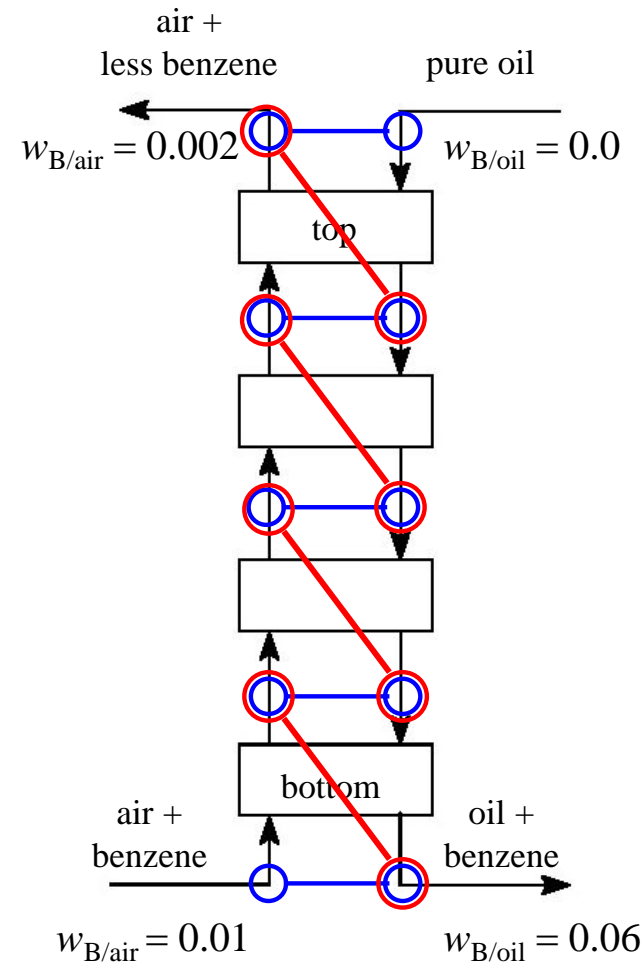 air +
less benzene
pure oil
w_B/air = 0.002
w_B/oil = 0.0
top
bottom
air +
benzene
oil +
benzene
w_B/air = 0.01
w_B/oil = 0.06